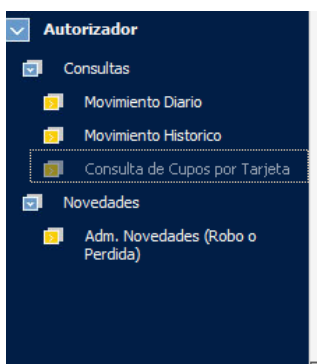 Autorizador
Consultas
Movimiento Diario
Movimiento Historico
Consulta de Cupos por Tarjeta
Novedades
Adm. Novedades (Robo o
Perdida)